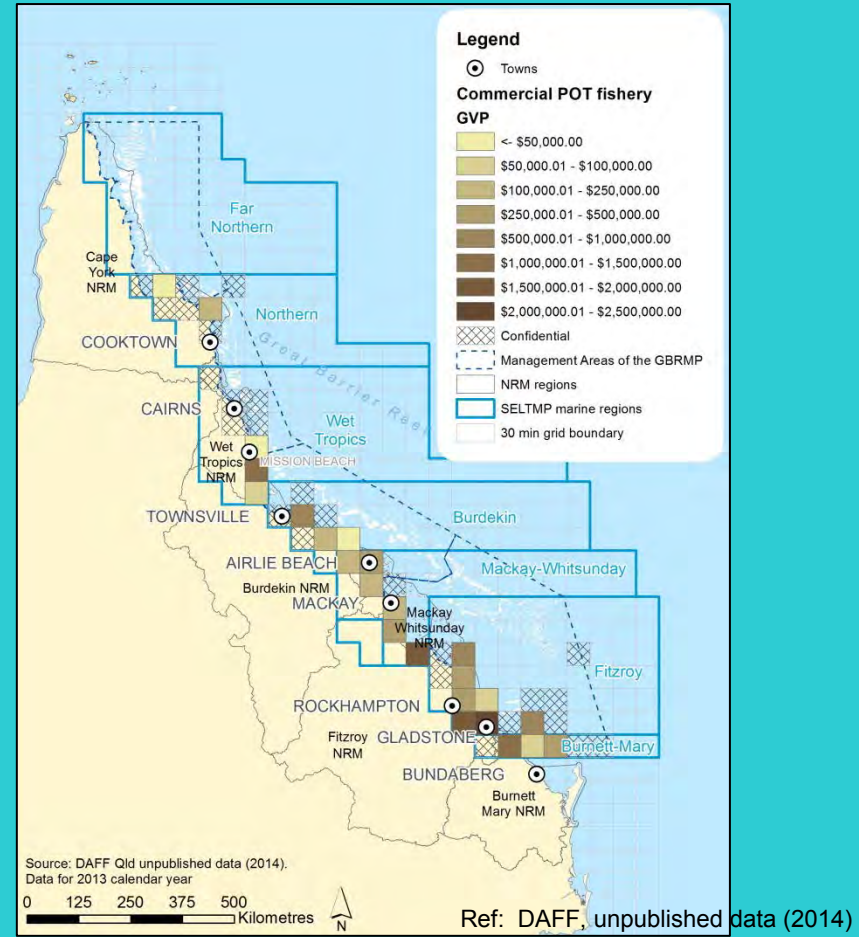 Legend
Towns
Commercial POT fishery
GVP
<- $50,000.00
$50,000.01 - $100,000.00
$100,000.01 - $250,000.00
$250,000.01 - $500,000.00
$500,000.01 - $1,000,000.00
$1,000,000.01 - $1,500,000.00
$1,500,000.01 - $2,000,000.00
$2,000,000.01 - $2,500,000.00
Confidential
Management Areas of the GBRMP
NRM regions
SELTMP marine regions
30 min grid boundary
Far
Northern
Cape
York
NRM
Northern
COOKTOWN
Great Barrier Reef
CAIRNS
Wet
Tropics
Wet
Tropics
NRM
MISSION BEACH
TOWNSVILLE
Burdekin
AIRLIE BEACH
Mackay-Whitsunday
Burdekin NRM
MACKAY
Mackay
Whitsunday
NRM
Fitzroy
ROCKHAMPTON
GLADSTONE
Fitzroy
NRM
Burnett-Mary
BUNDABERG
Burnett
Mary NRM
Source: DAFF Qld unpublished data (2014).
Data for 2013 calendar year
0 125 250 375 500
Kilometres
N
Ref: DAFF, unpublished data (2014)